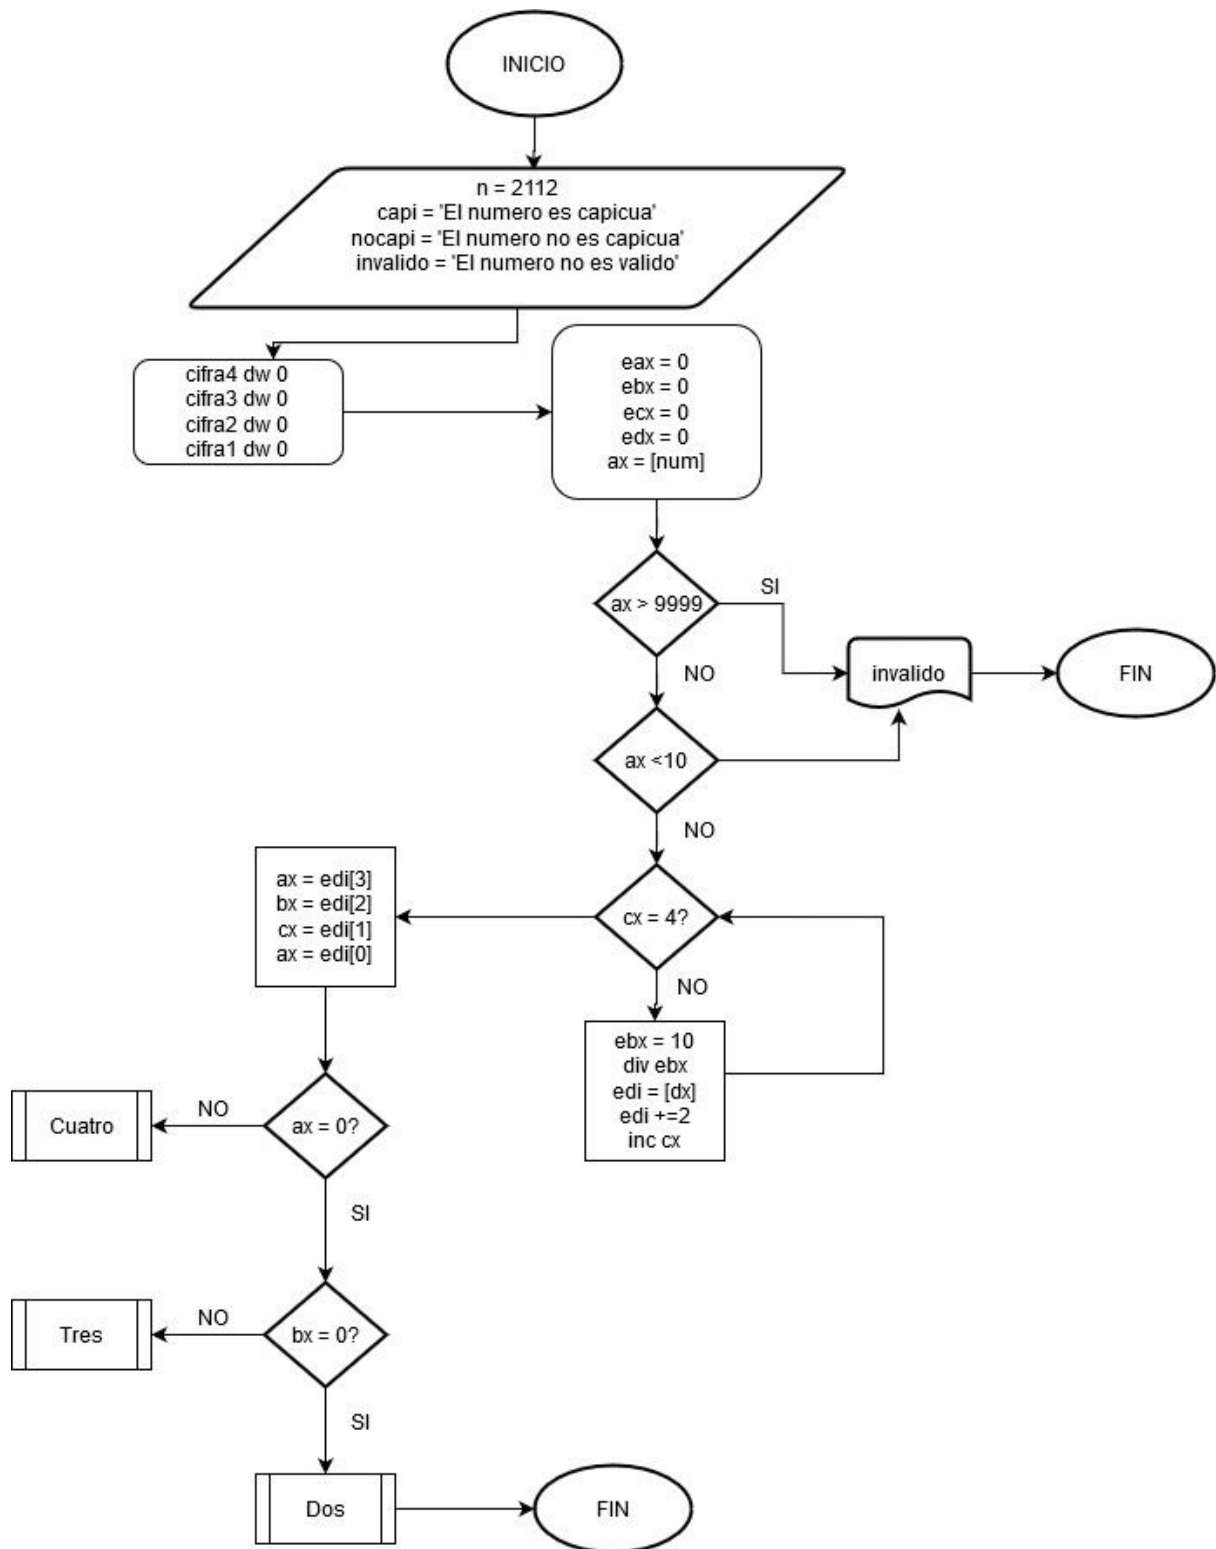 INICIO
n = 2112
capi = 'El numero es capicua'
nocapi = 'El numero no es capicua'
invalido = 'El numero no es valido'
cifra4 dw 0
cifra3 dw 0
cifra2 dw 0
cifra1 dw 0
eax = 0
ebx = 0
ecx = 0
edx = 0
ax = [num]
ax > 9999
SI
invalido
FIN
NO
ax <10
NO
cx = 4?
ax = edi[3]
bx = edi[2]
cx = edi[1]
ax = edi[0]
NO
ebx = 10
div ebx
edi = [dx]
edi +=2
inc cx
ax = 0?
NO
Cuatro
SI
bx = 0?
NO
Tres
SI
Dos
FIN